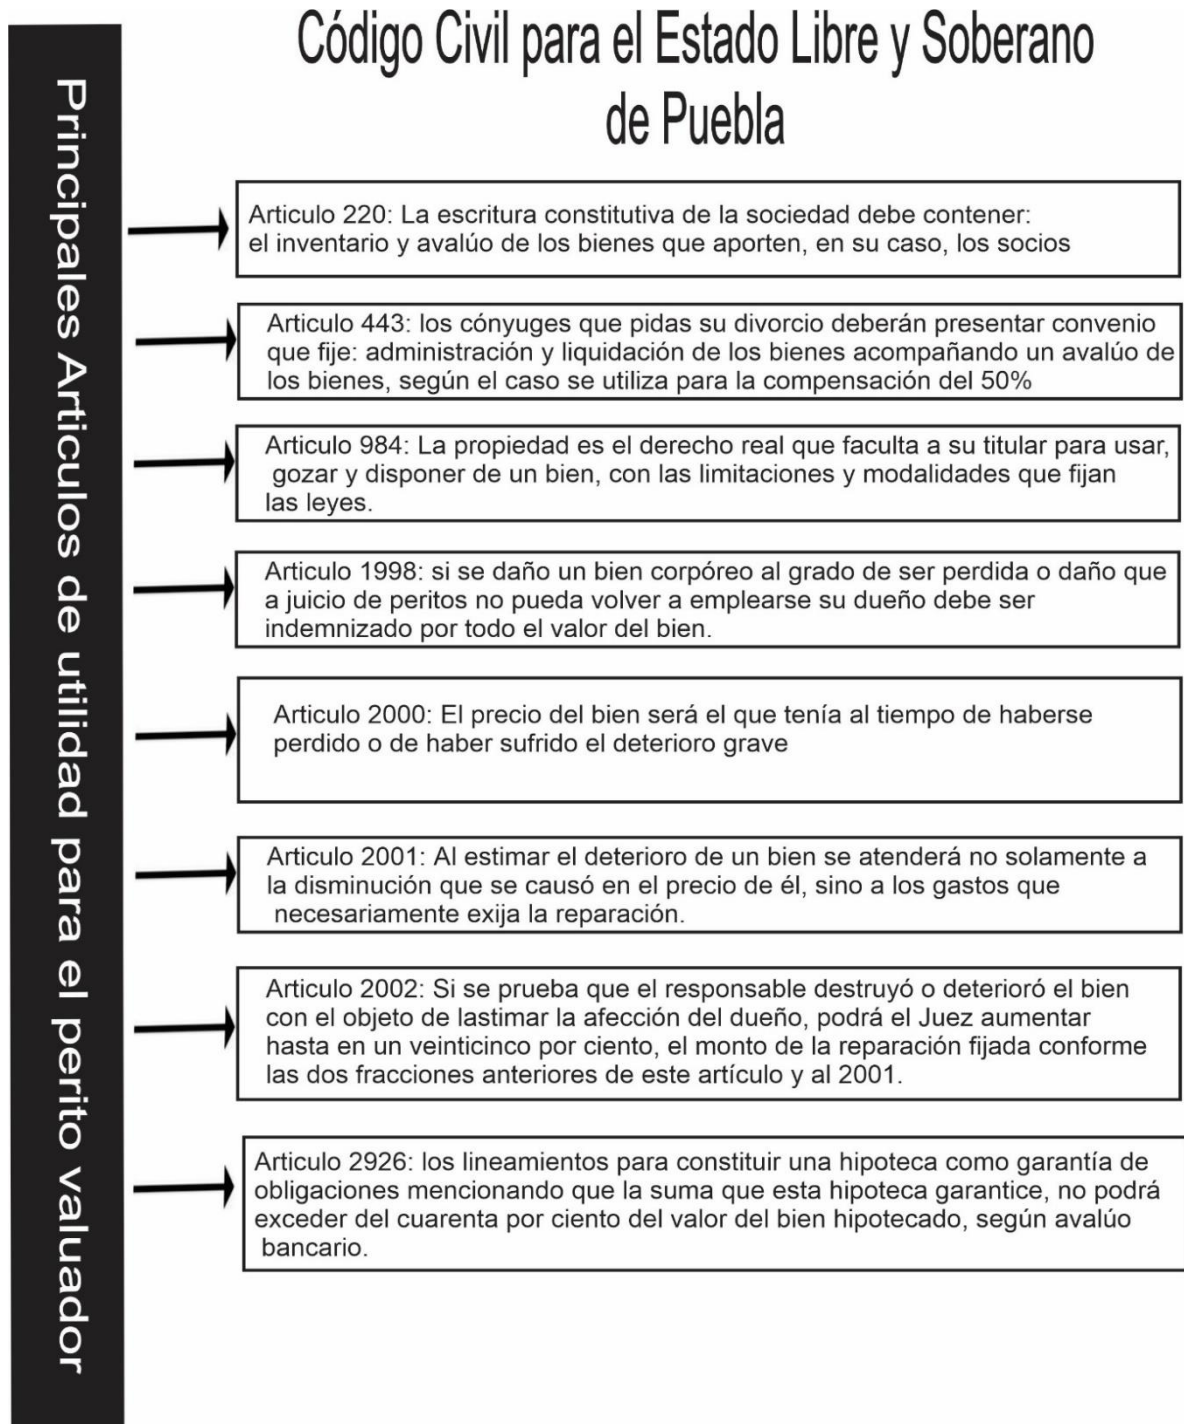 Código Civil para el Estado Libre y Soberano
de Puebla
Principales Articulos de utilidad para el perito valuador
Articulo 220: La escritura constitutiva de la sociedad debe contener:
el inventario y avalúo de los bienes que aporten, en su caso, los socios
Articulo 443: los cónyuges que pidas su divorcio deberán presentar convenio
que fije: administración y liquidación de los bienes acompañando un avalúo de
los bienes, según el caso se utiliza para la compensación del 50%
Articulo 984: La propiedad es el derecho real que faculta a su titular para usar,
gozar y disponer de un bien, con las limitaciones y modalidades que fijan
las leyes.
Articulo 1998: si se daño un bien corpóreo al grado de ser perdida o daño que
a juicio de peritos no pueda volver a emplearse su dueño debe ser
indemnizado por todo el valor del bien.
Articulo 2000: El precio del bien será el que tenía al tiempo de haberse
perdido o de haber sufrido el deterioro grave
Articulo 2001: Al estimar el deterioro de un bien se atenderá no solamente a
la disminución que se causó en el precio de él, sino a los gastos que
necesariamente exija la reparación.
Articulo 2002: Si se prueba que el responsable destruyó o deterioró el bien
con el objeto de lastimar la afección del dueño, podrá el Juez aumentar
hasta en un veinticinco por ciento, el monto de la reparación fijada conforme
las dos fracciones anteriores de este artículo y al 2001.
Articulo 2926: los lineamientos para constituir una hipoteca como garantía de
obligaciones mencionando que la suma que esta hipoteca garantice, no podrá
exceder del cuarenta por ciento del valor del bien hipotecado, según avalúo
bancario.